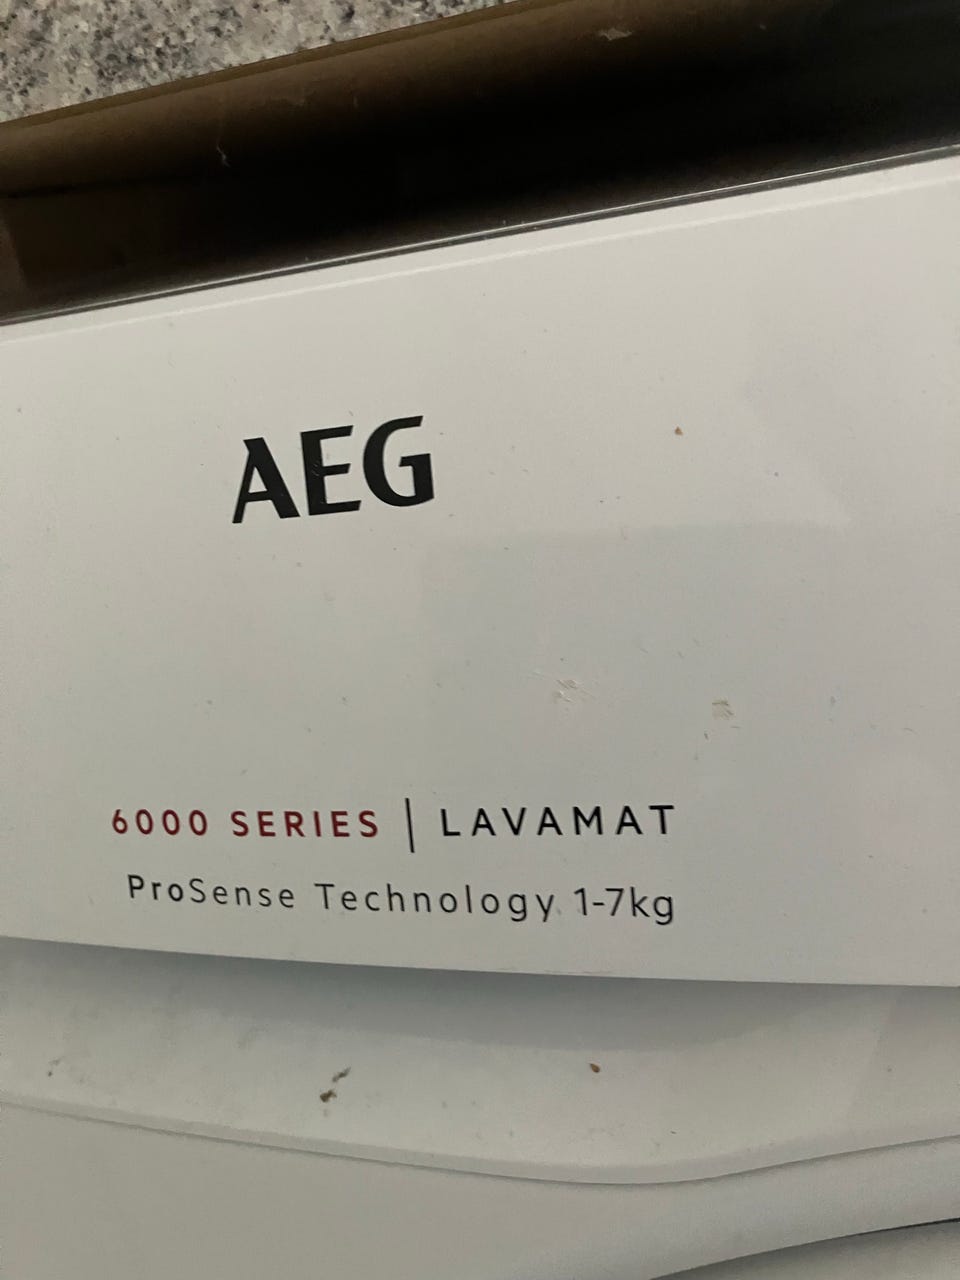 AEG
6000 SERIES | LAVAMAT
ProSense Technology 1-7kg